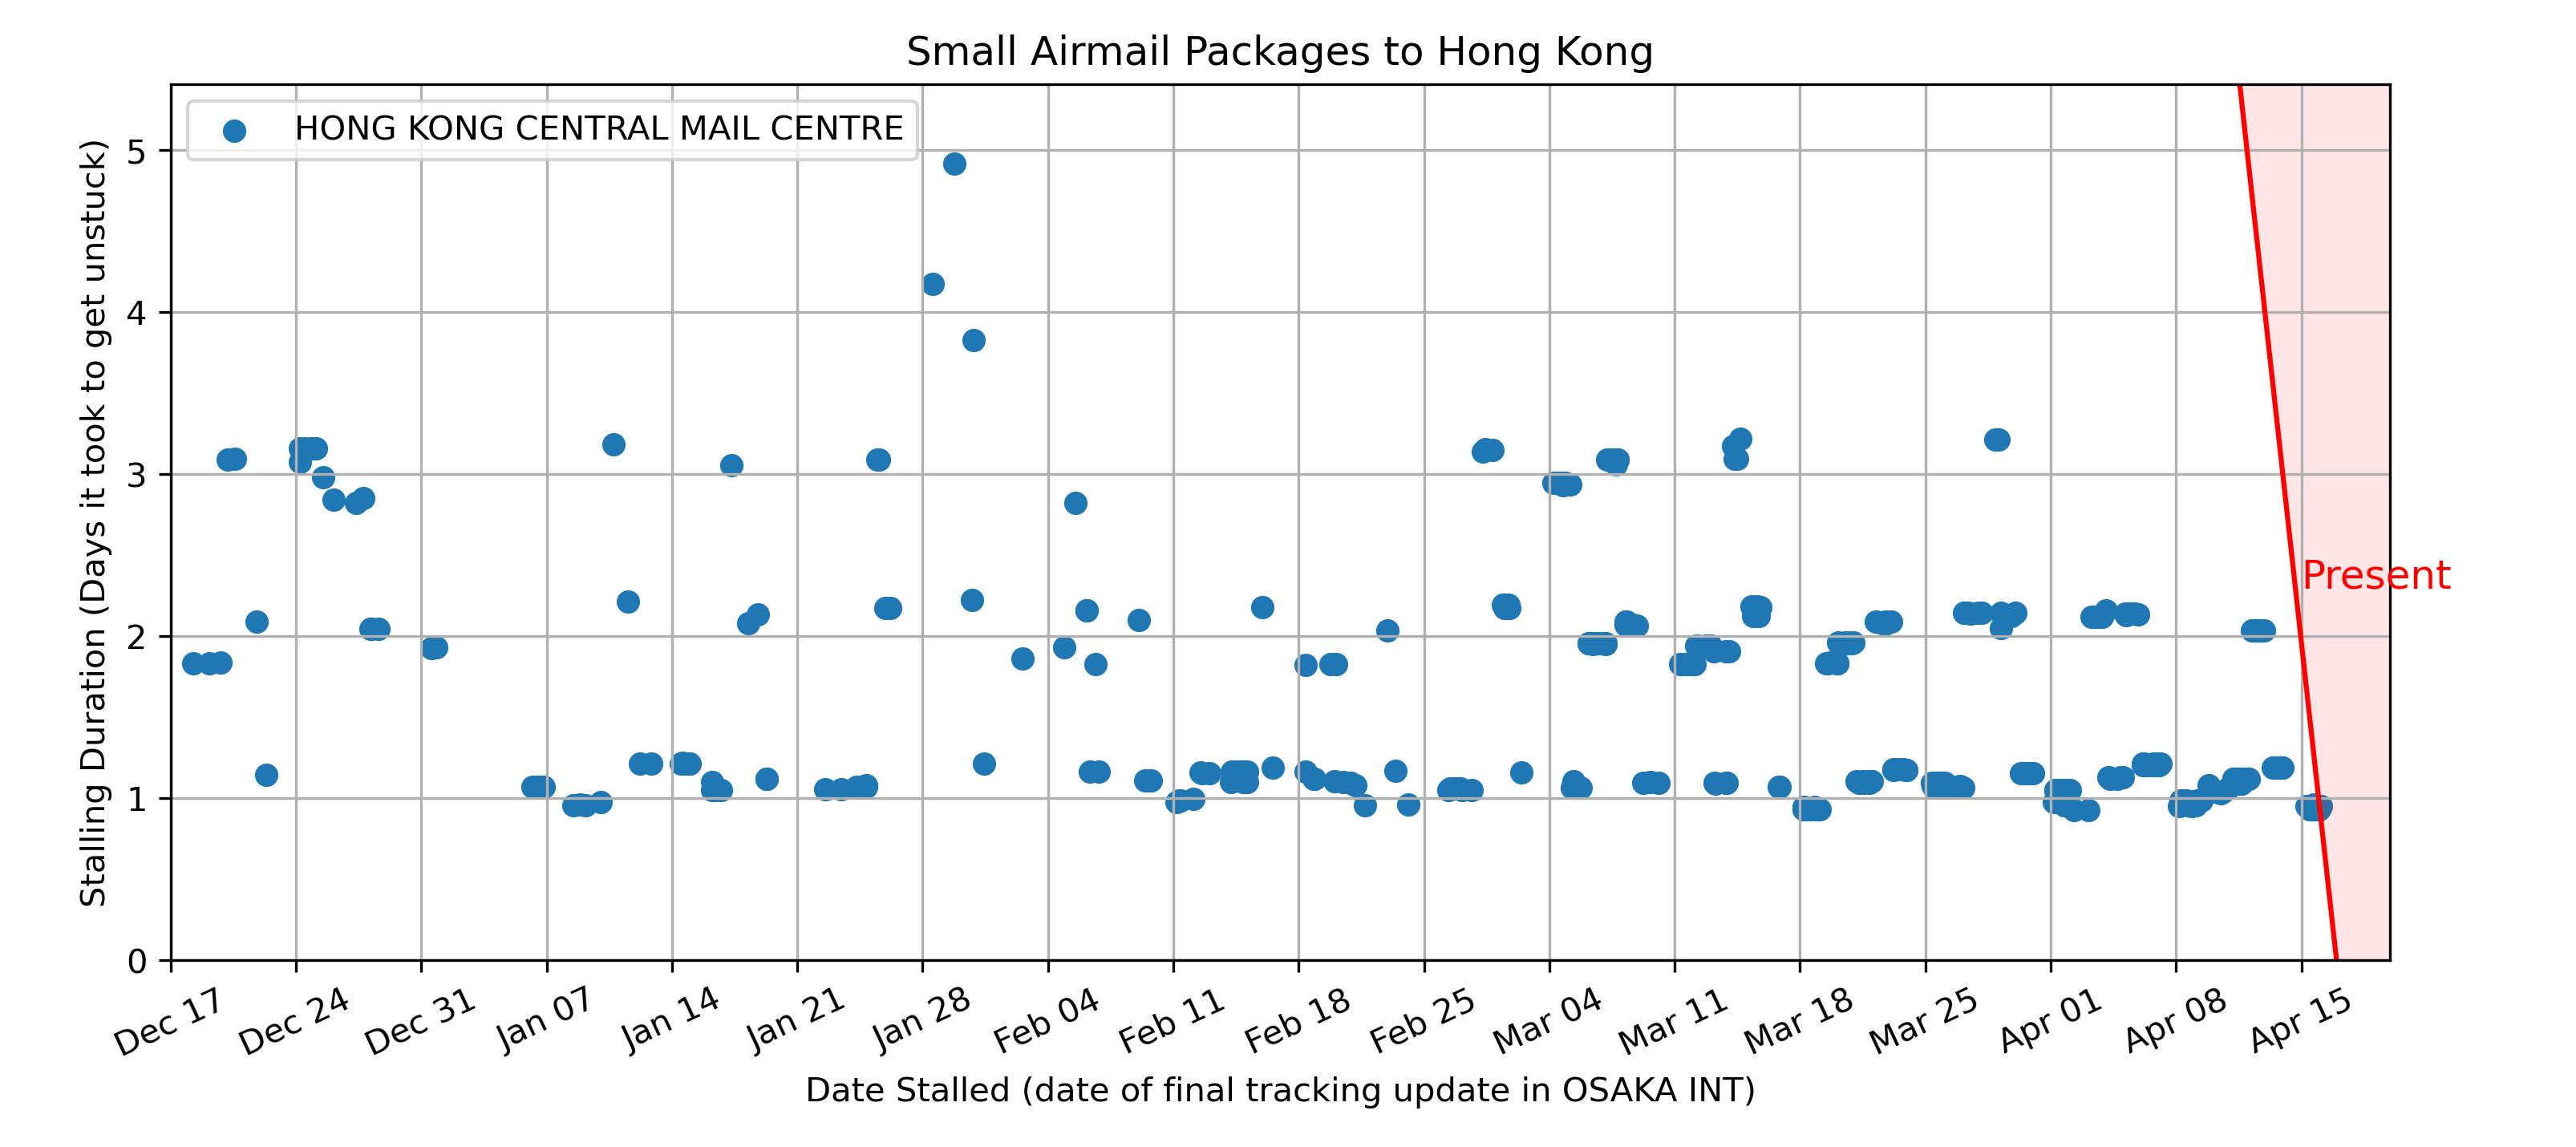 Small Airmail Packages to Hong Kong
HONG KONG CENTRAL MAIL CENTRE
Stalling Duration (Days it took to get unstuck)
5
4
3
2
1
0
Present
Dec 17
Dec 24
Dec 31
Jan 07
Jan 14
Jan 21
Jan 28
Feb 04
Feb 11
Feb 18
Feb 25
Mar 04
Mar 11
Mar 18
Mar 25
Apr 01
Apr 08
Apr 15
Date Stalled (date of final tracking update in OSAKA INT)